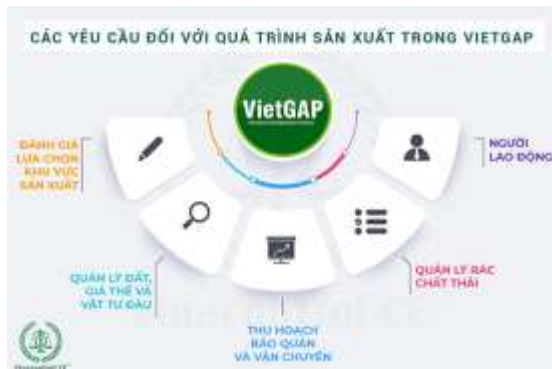 CÁC YÊU CẦU ĐỐI VỚI QUÁ TRÌNH SẢN XUẤT TRONG VIETGAP
VietGAP
ĐÁNH GIÁ
LỰA CHỌN
KHU VỰC
SẢN XUẤT
QUẢN LÝ ĐẤT,
GIÁ THỂ VÀ
VẬT TƯ ĐẦU
THU HOẠCH
BẢO QUẢN
VÀ VẬN CHUYỂN
QUẢN LÝ RÁC
CHẤT THẢI
NGƯỜI
LAO ĐỘNG